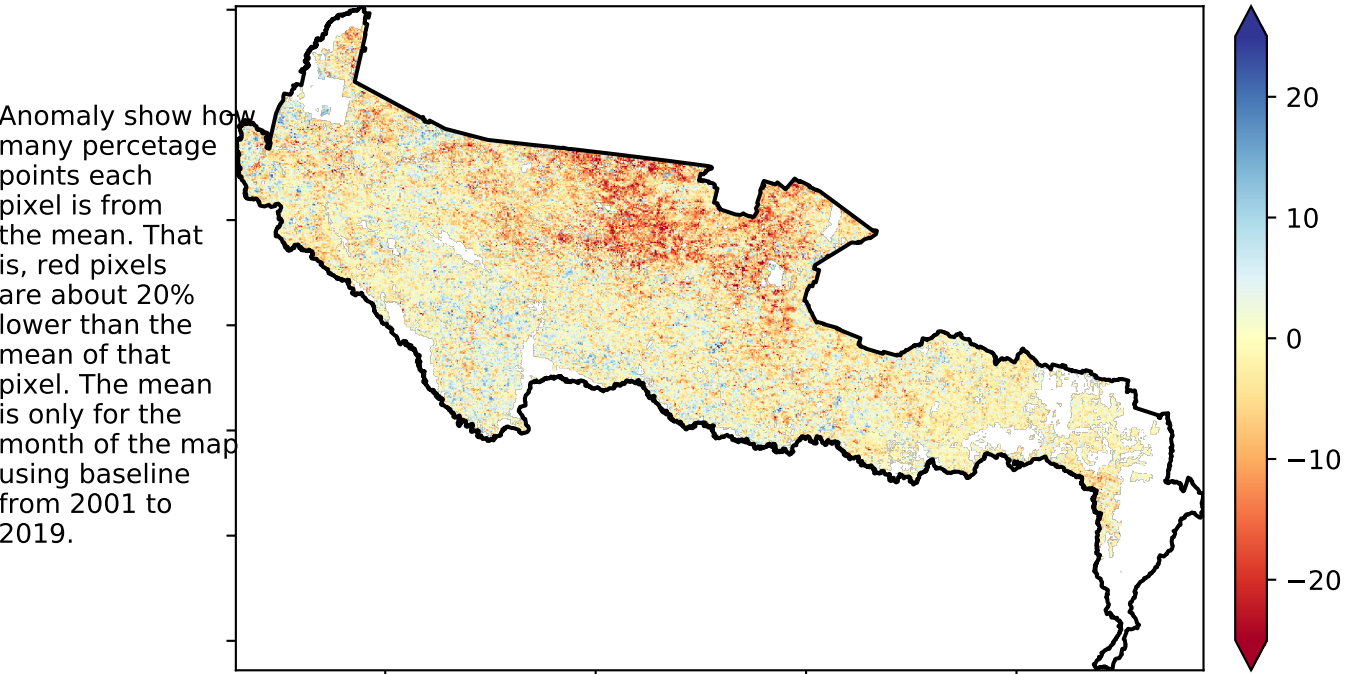 Anomaly show how
many percetage
points each
pixel is from
the mean. That
is, red pixels
are about 20%
lower than the
mean of that
pixel. The mean
is only for the
month of the map
using baseline
from 2001 to
2019.
20
10
0
−10
−20